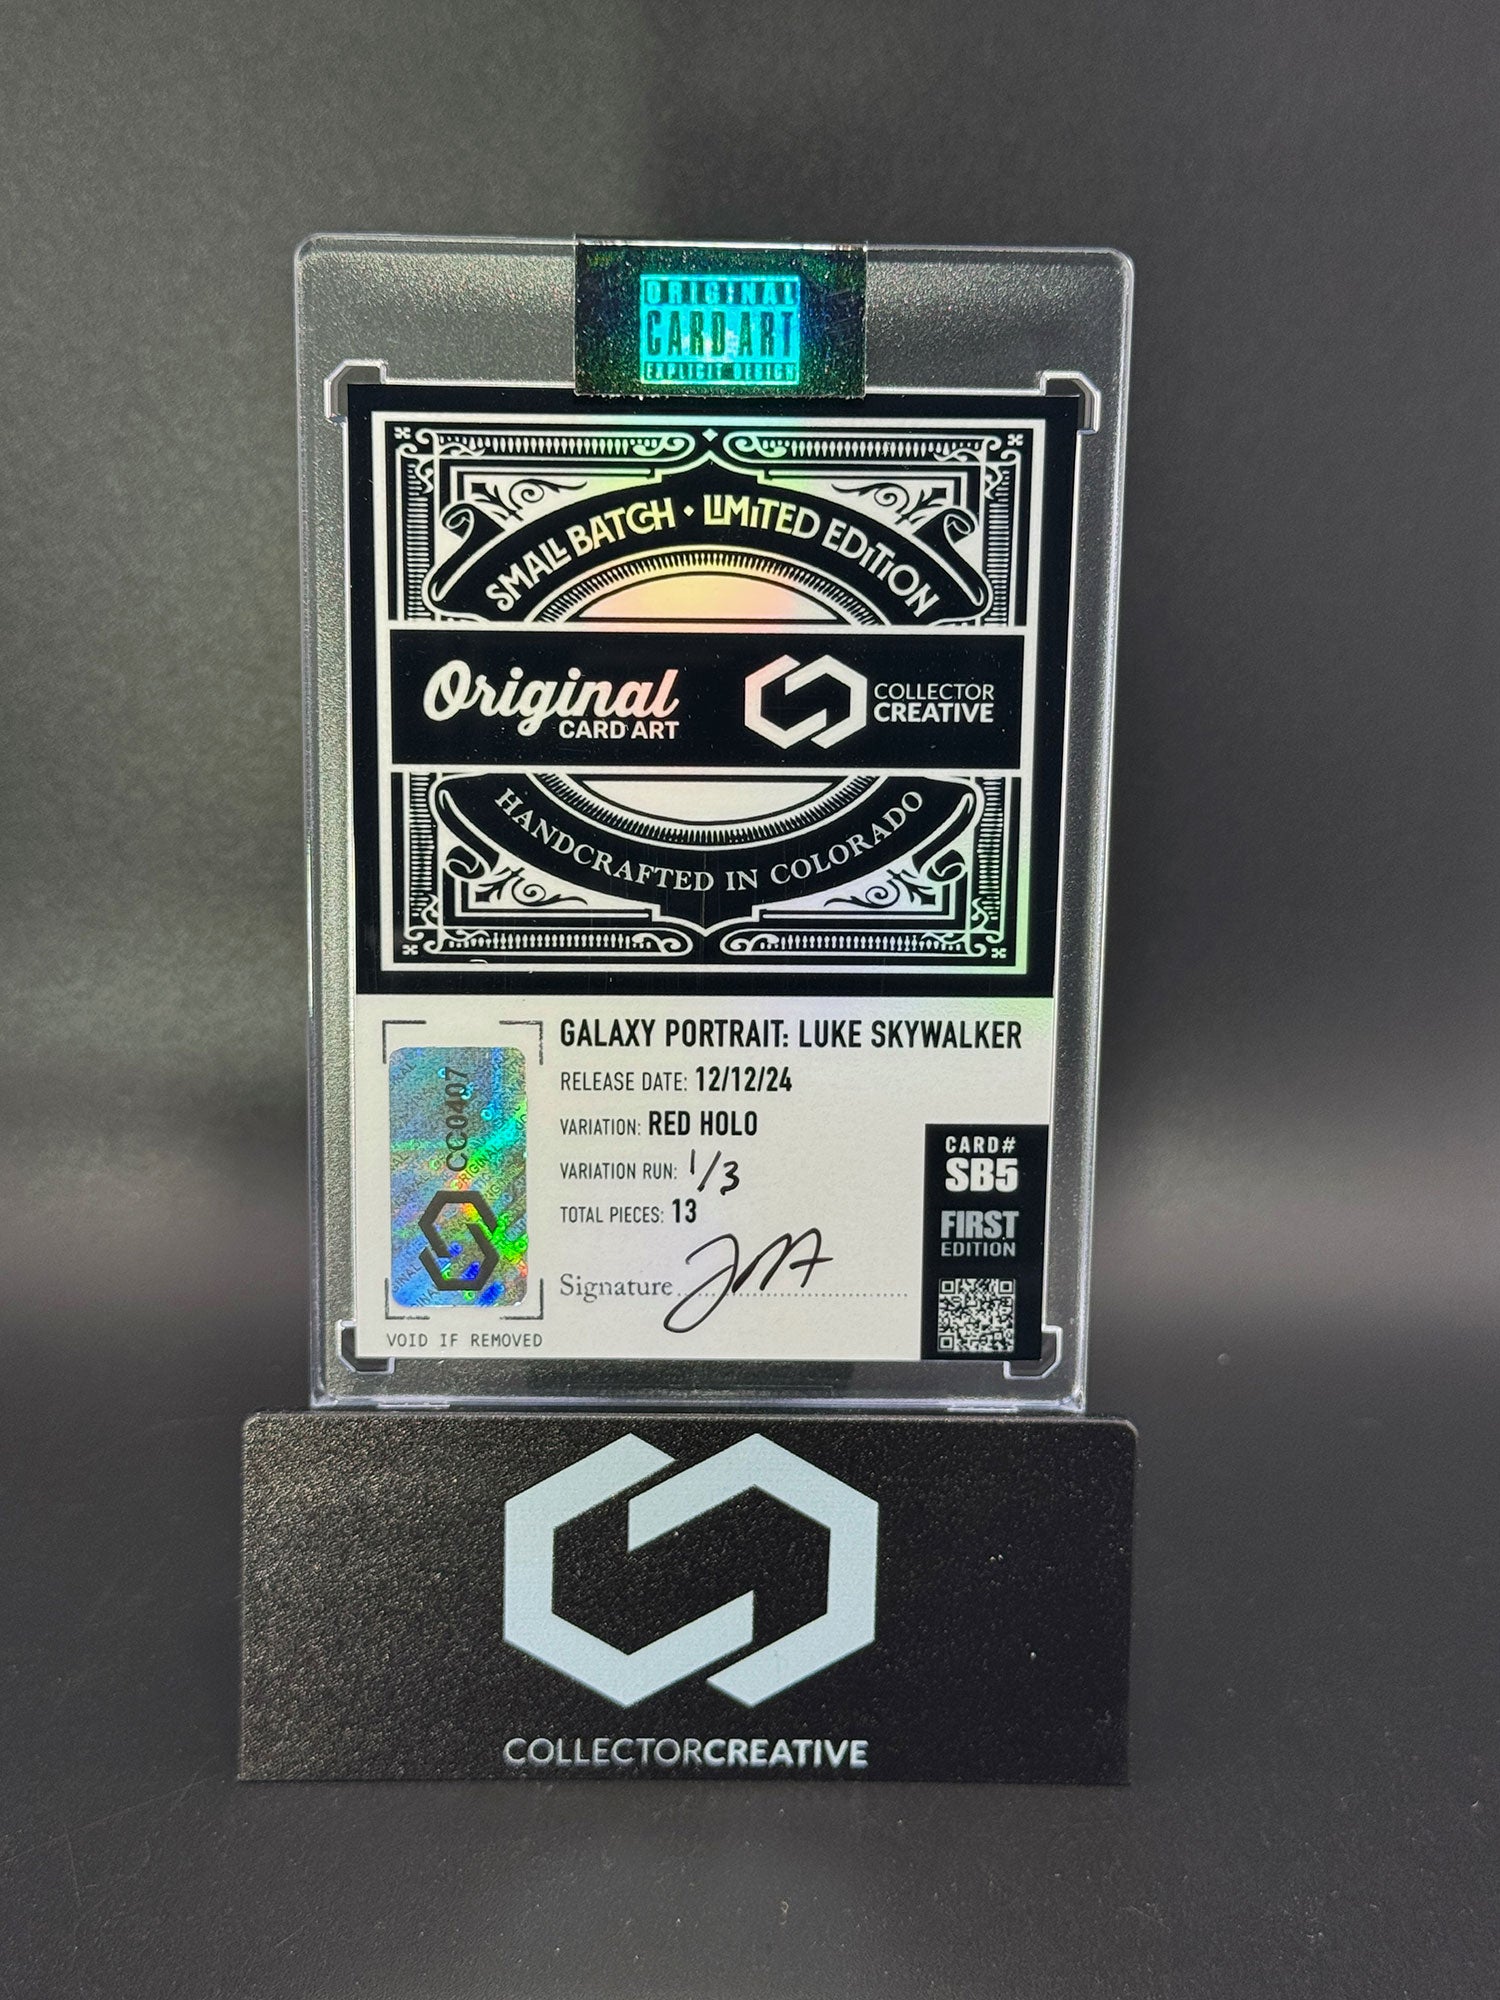 ORIGINAL
CARD ART
EXPLICIT DESIGN
SMALL BATCH • LIMITED EDITION
Original
CARD ART
COLLECTOR
CREATIVE
HANDCRAFTED IN COLORADO
GALAXY PORTRAIT: LUKE SKYWALKER
RELEASE DATE: 12/12/24
VARIATION: RED HOLO
VARIATION RUN: 1/3
TOTAL PIECES: 13
Signature
CC0407
VOID IF REMOVED
CARD#
SB5
FIRST
EDITION
COLLECTORCREATIVE